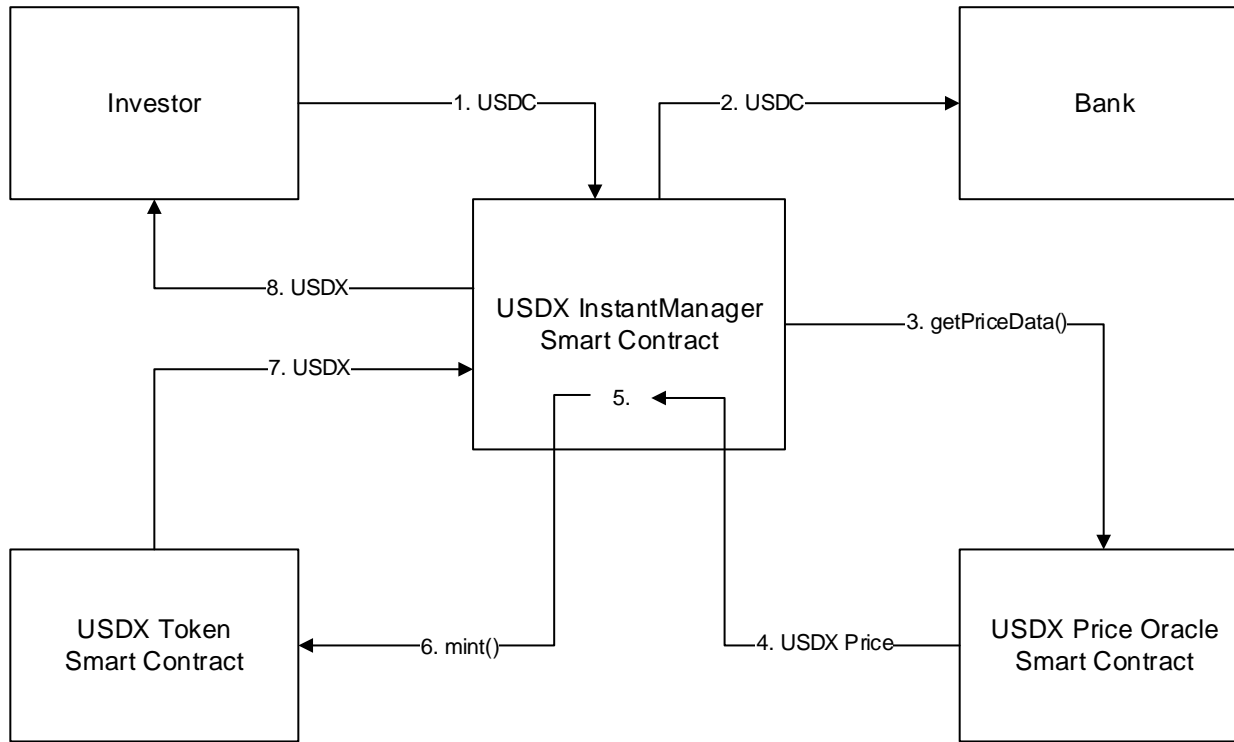 Investor
1. USDC
2. USDC
Bank
8. USDX
USDX InstantManager
Smart Contract
3. getPriceData()
7. USDX
5.
USDX Token
Smart Contract
6. mint()
4. USDX Price
USDX Price Oracle
Smart Contract